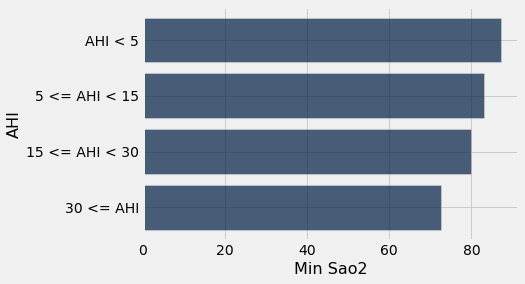 AHI < 5
5 <= AHI < 15
15 <= AHI < 30
30 <= AHI
AHI
0 20 40 60 80
Min Sao2